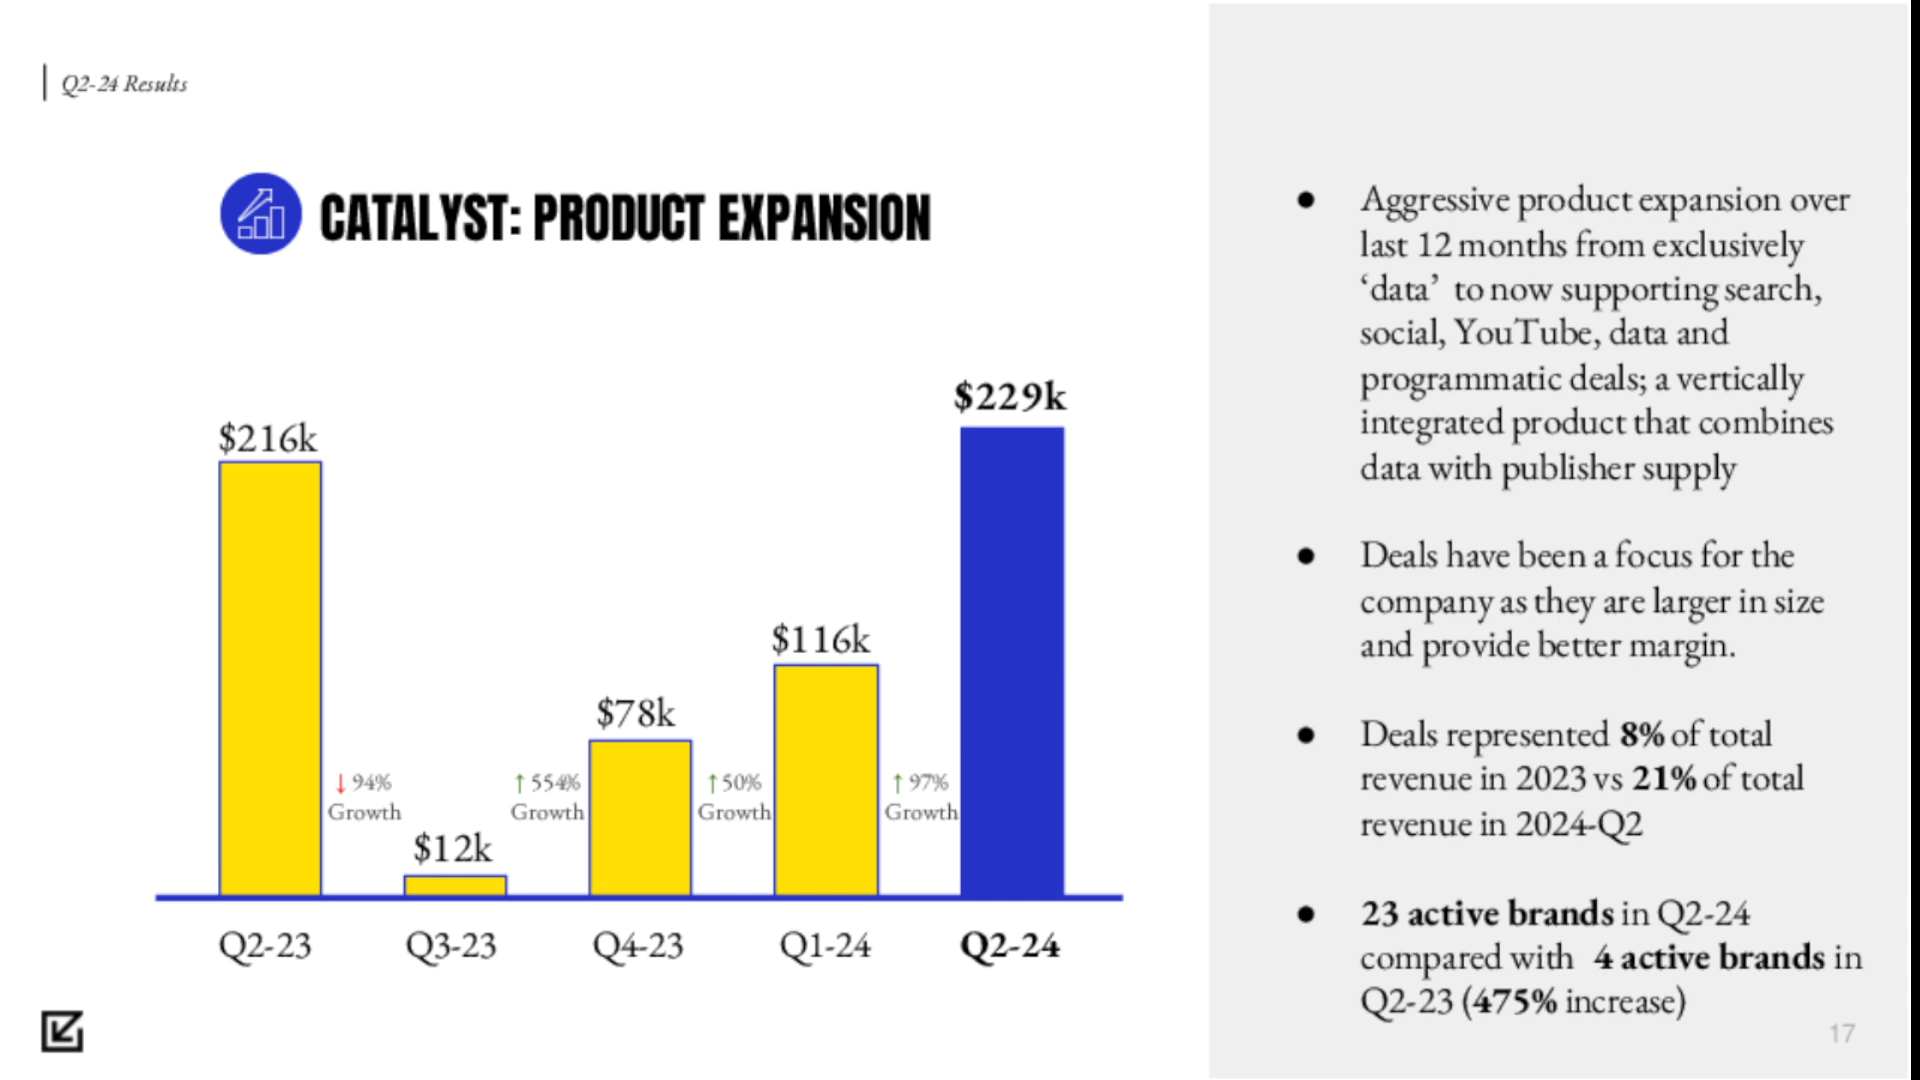 Q2-24 Results
CATALYST: PRODUCT EXPANSION
$216k
$12k
$78k
$116k
$229k
↓ 94%
Growth
↑ 554%
Growth
↑ 50%
Growth
↑ 97%
Growth
Q2-23
Q3-23
Q4-23
Q1-24
Q2-24
● Aggressive product expansion over
last 12 months from exclusively
‘data’ to now supporting search,
social, YouTube, data and
programmatic deals; a vertically
integrated product that combines
data with publisher supply
● Deals have been a focus for the
company as they are larger in size
and provide better margin.
● Deals represented 8% of total
revenue in 2023 vs 21% of total
revenue in 2024-Q2
● 23 active brands in Q2-24
compared with 4 active brands in
Q2-23 (475% increase)
17